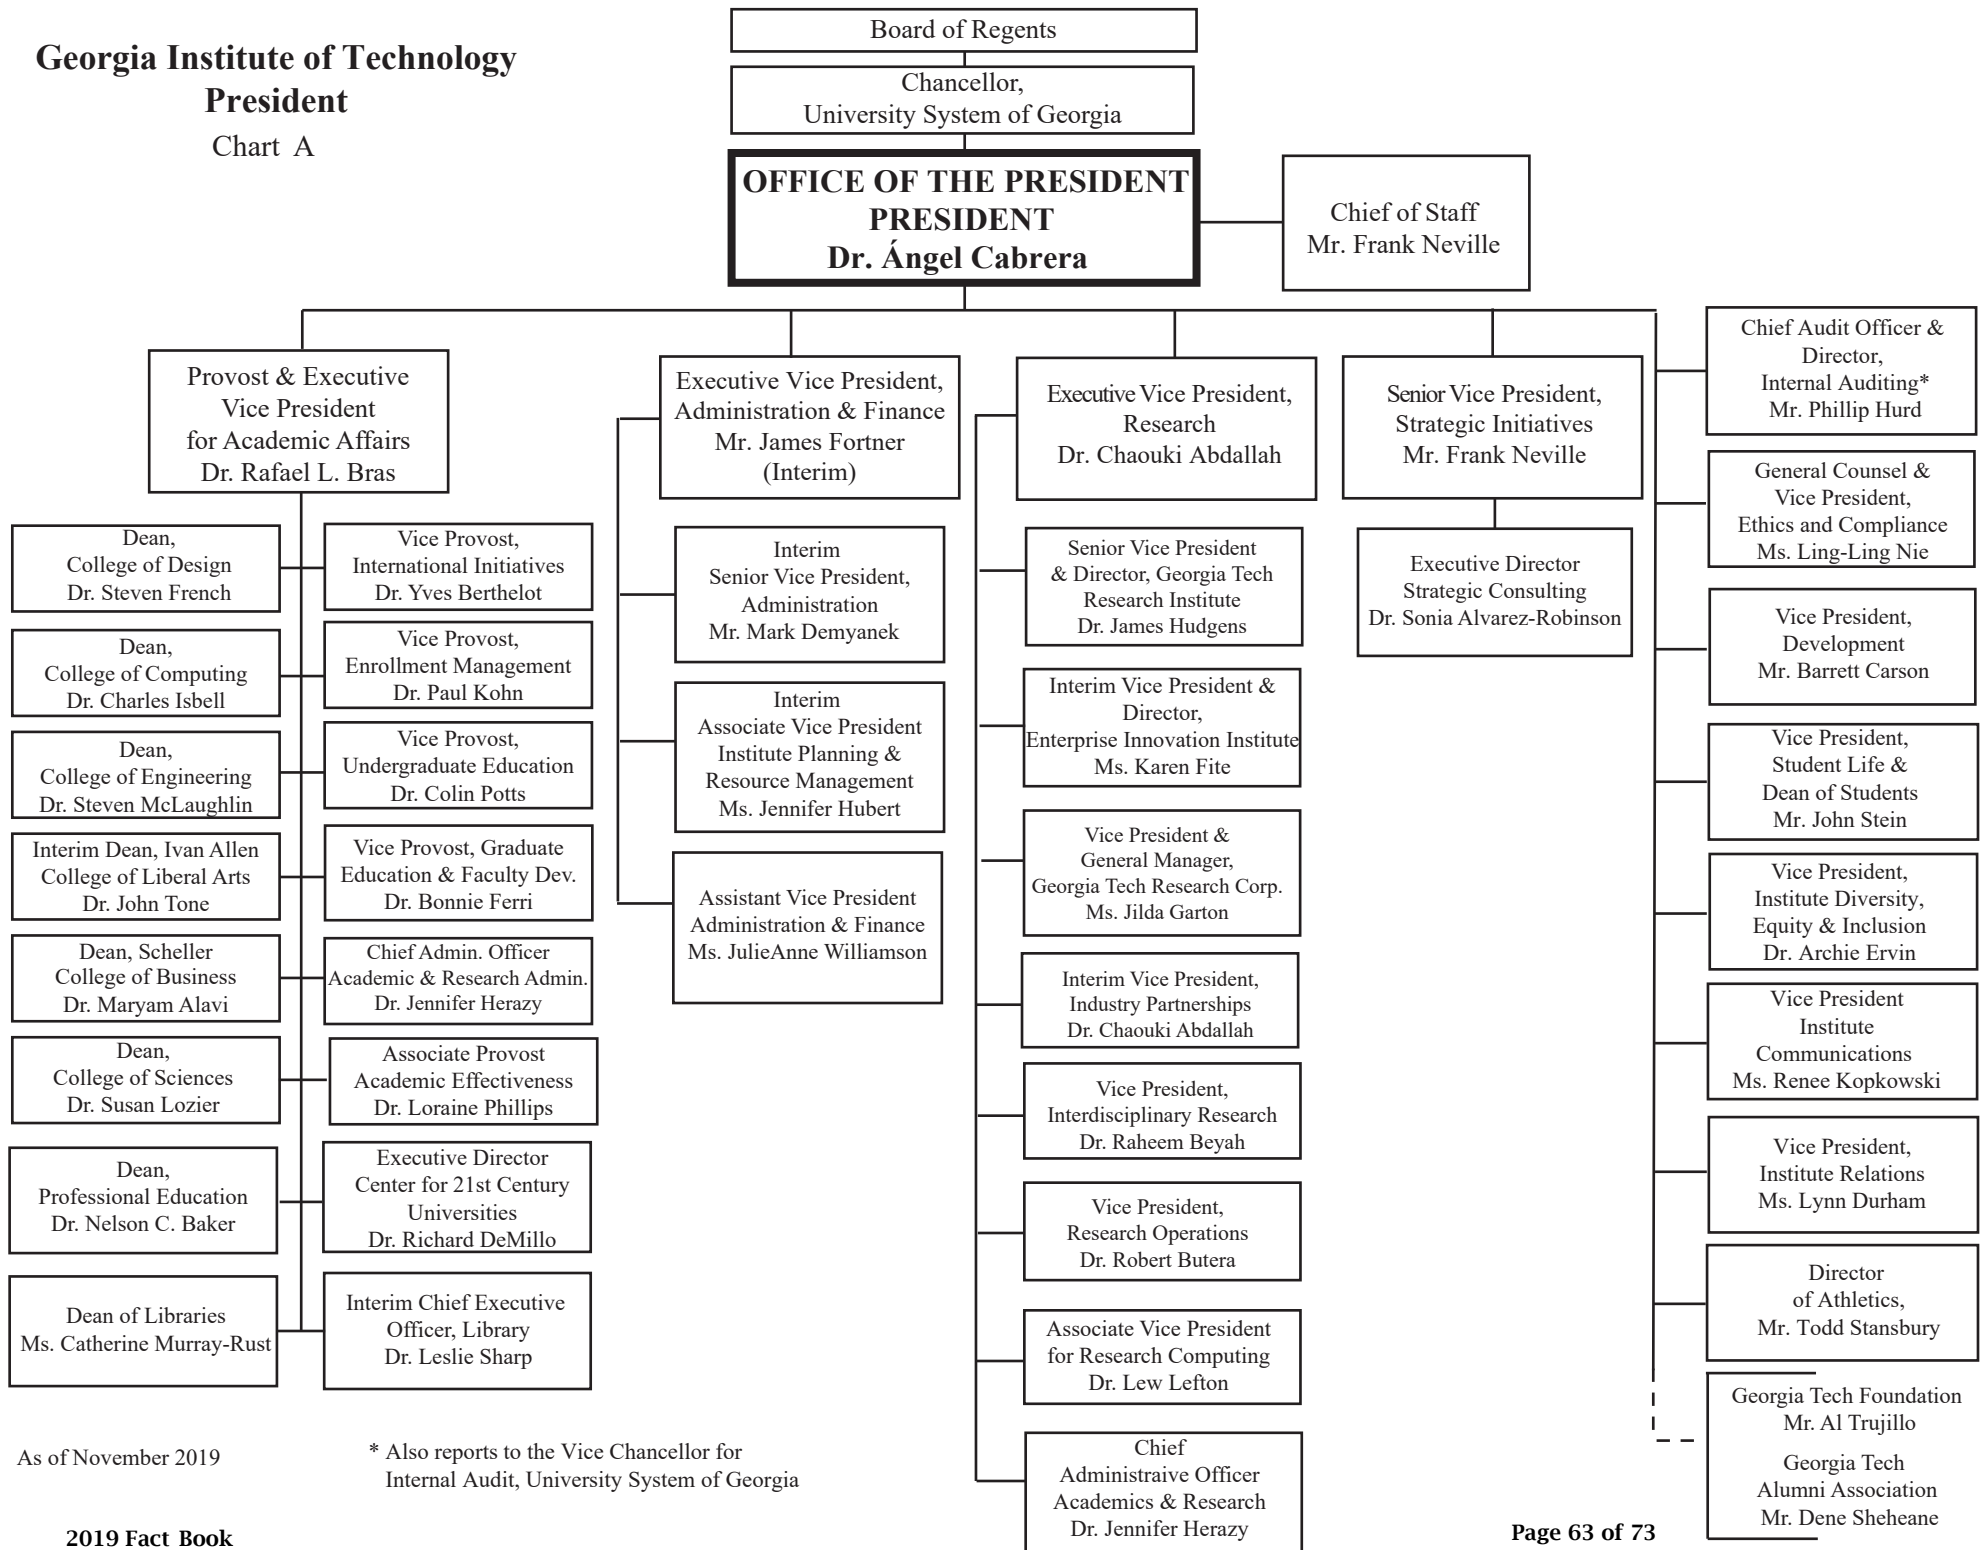 Georgia Institute of Technology
President
Chart A
Board of Regents
Chancellor,
University System of Georgia
OFFICE OF THE PRESIDENT
PRESIDENT
Dr. Ángel Cabrera
Chief of Staff
Mr. Frank Neville
Provost & Executive
Vice President
for Academic Affairs
Dr. Rafael L. Bras
Dean,
College of Design
Dr. Steven French
Vice Provost,
International Initiatives
Dr. Yves Berthelot
Dean,
College of Computing
Dr. Charles Isbell
Vice Provost,
Enrollment Management
Dr. Paul Kohn
Dean,
College of Engineering
Dr. Steven McLaughlin
Vice Provost,
Undergraduate Education
Dr. Colin Potts
Interim Dean, Ivan Allen
College of Liberal Arts
Dr. John Tone
Vice Provost, Graduate
Education & Faculty Dev.
Dr. Bonnie Ferri
Dean, Scheller
College of Business
Dr. Maryam Alavi
Chief Admin. Officer
Academic & Research Admin.
Dr. Jennifer Herazy
Dean,
College of Sciences
Dr. Susan Lozier
Associate Provost
Academic Effectiveness
Dr. Loraine Phillips
Dean,
Professional Education
Dr. Nelson C. Baker
Executive Director
Center for 21st Century
Universities
Dr. Richard DeMillo
Dean of Libraries
Ms. Catherine Murray-Rust
Interim Chief Executive
Officer, Library
Dr. Leslie Sharp
Executive Vice President,
Administration & Finance
Mr. James Fortner
(Interim)
Interim
Senior Vice President,
Administration
Mr. Mark Demyanek
Interim
Associate Vice President
Institute Planning &
Resource Management
Ms. Jennifer Hubert
Assistant Vice President
Administration & Finance
Ms. JulieAnne Williamson
Executive Vice President,
Research
Dr. Chaouki Abdallah
Senior Vice President
& Director, Georgia Tech
Research Institute
Dr. James Hudgens
Interim Vice President &
Director,
Enterprise Innovation Institute
Ms. Karen Fite
Vice President &
General Manager,
Georgia Tech Research Corp.
Ms. Jilda Garton
Interim Vice President,
Industry Partnerships
Dr. Chaouki Abdallah
Vice President,
Interdisciplinary Research
Dr. Raheem Beyah
Vice President,
Research Operations
Dr. Robert Butera
Associate Vice President
for Research Computing
Dr. Lew Lefton
Chief
Administraive Officer
Academics & Research
Dr. Jennifer Herazy
Senior Vice President,
Strategic Initiatives
Mr. Frank Neville
Executive Director
Strategic Consulting
Dr. Sonia Alvarez-Robinson
Chief Audit Officer &
Director,
Internal Auditing*
Mr. Phillip Hurd
General Counsel &
Vice President,
Ethics and Compliance
Ms. Ling-Ling Nie
Vice President,
Development
Mr. Barrett Carson
Vice President,
Student Life &
Dean of Students
Mr. John Stein
Vice President,
Institute Diversity,
Equity & Inclusion
Dr. Archie Ervin
Vice President
Institute
Communications
Ms. Renee Kopkowski
Vice President,
Institute Relations
Ms. Lynn Durham
Director
of Athletics,
Mr. Todd Stansbury
Georgia Tech Foundation
Mr. Al Trujillo
Georgia Tech
Alumni Association
Mr. Dene Sheheane
As of November 2019
* Also reports to the Vice Chancellor for
Internal Audit, University System of Georgia
2019 Fact Book
Page 63 of 73